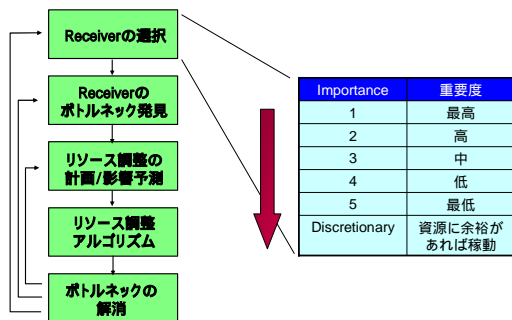 Receiverの選択
Receiverの
ボトルネック発見
リソース調整の
計画/影響予測
リソース調整
アルゴリズム
ボトルネックの
解消
Importance 重要度
1 最高
2 高
3 中
4 低
5 最低
Discretionary 資源に余裕が
あれば稼動